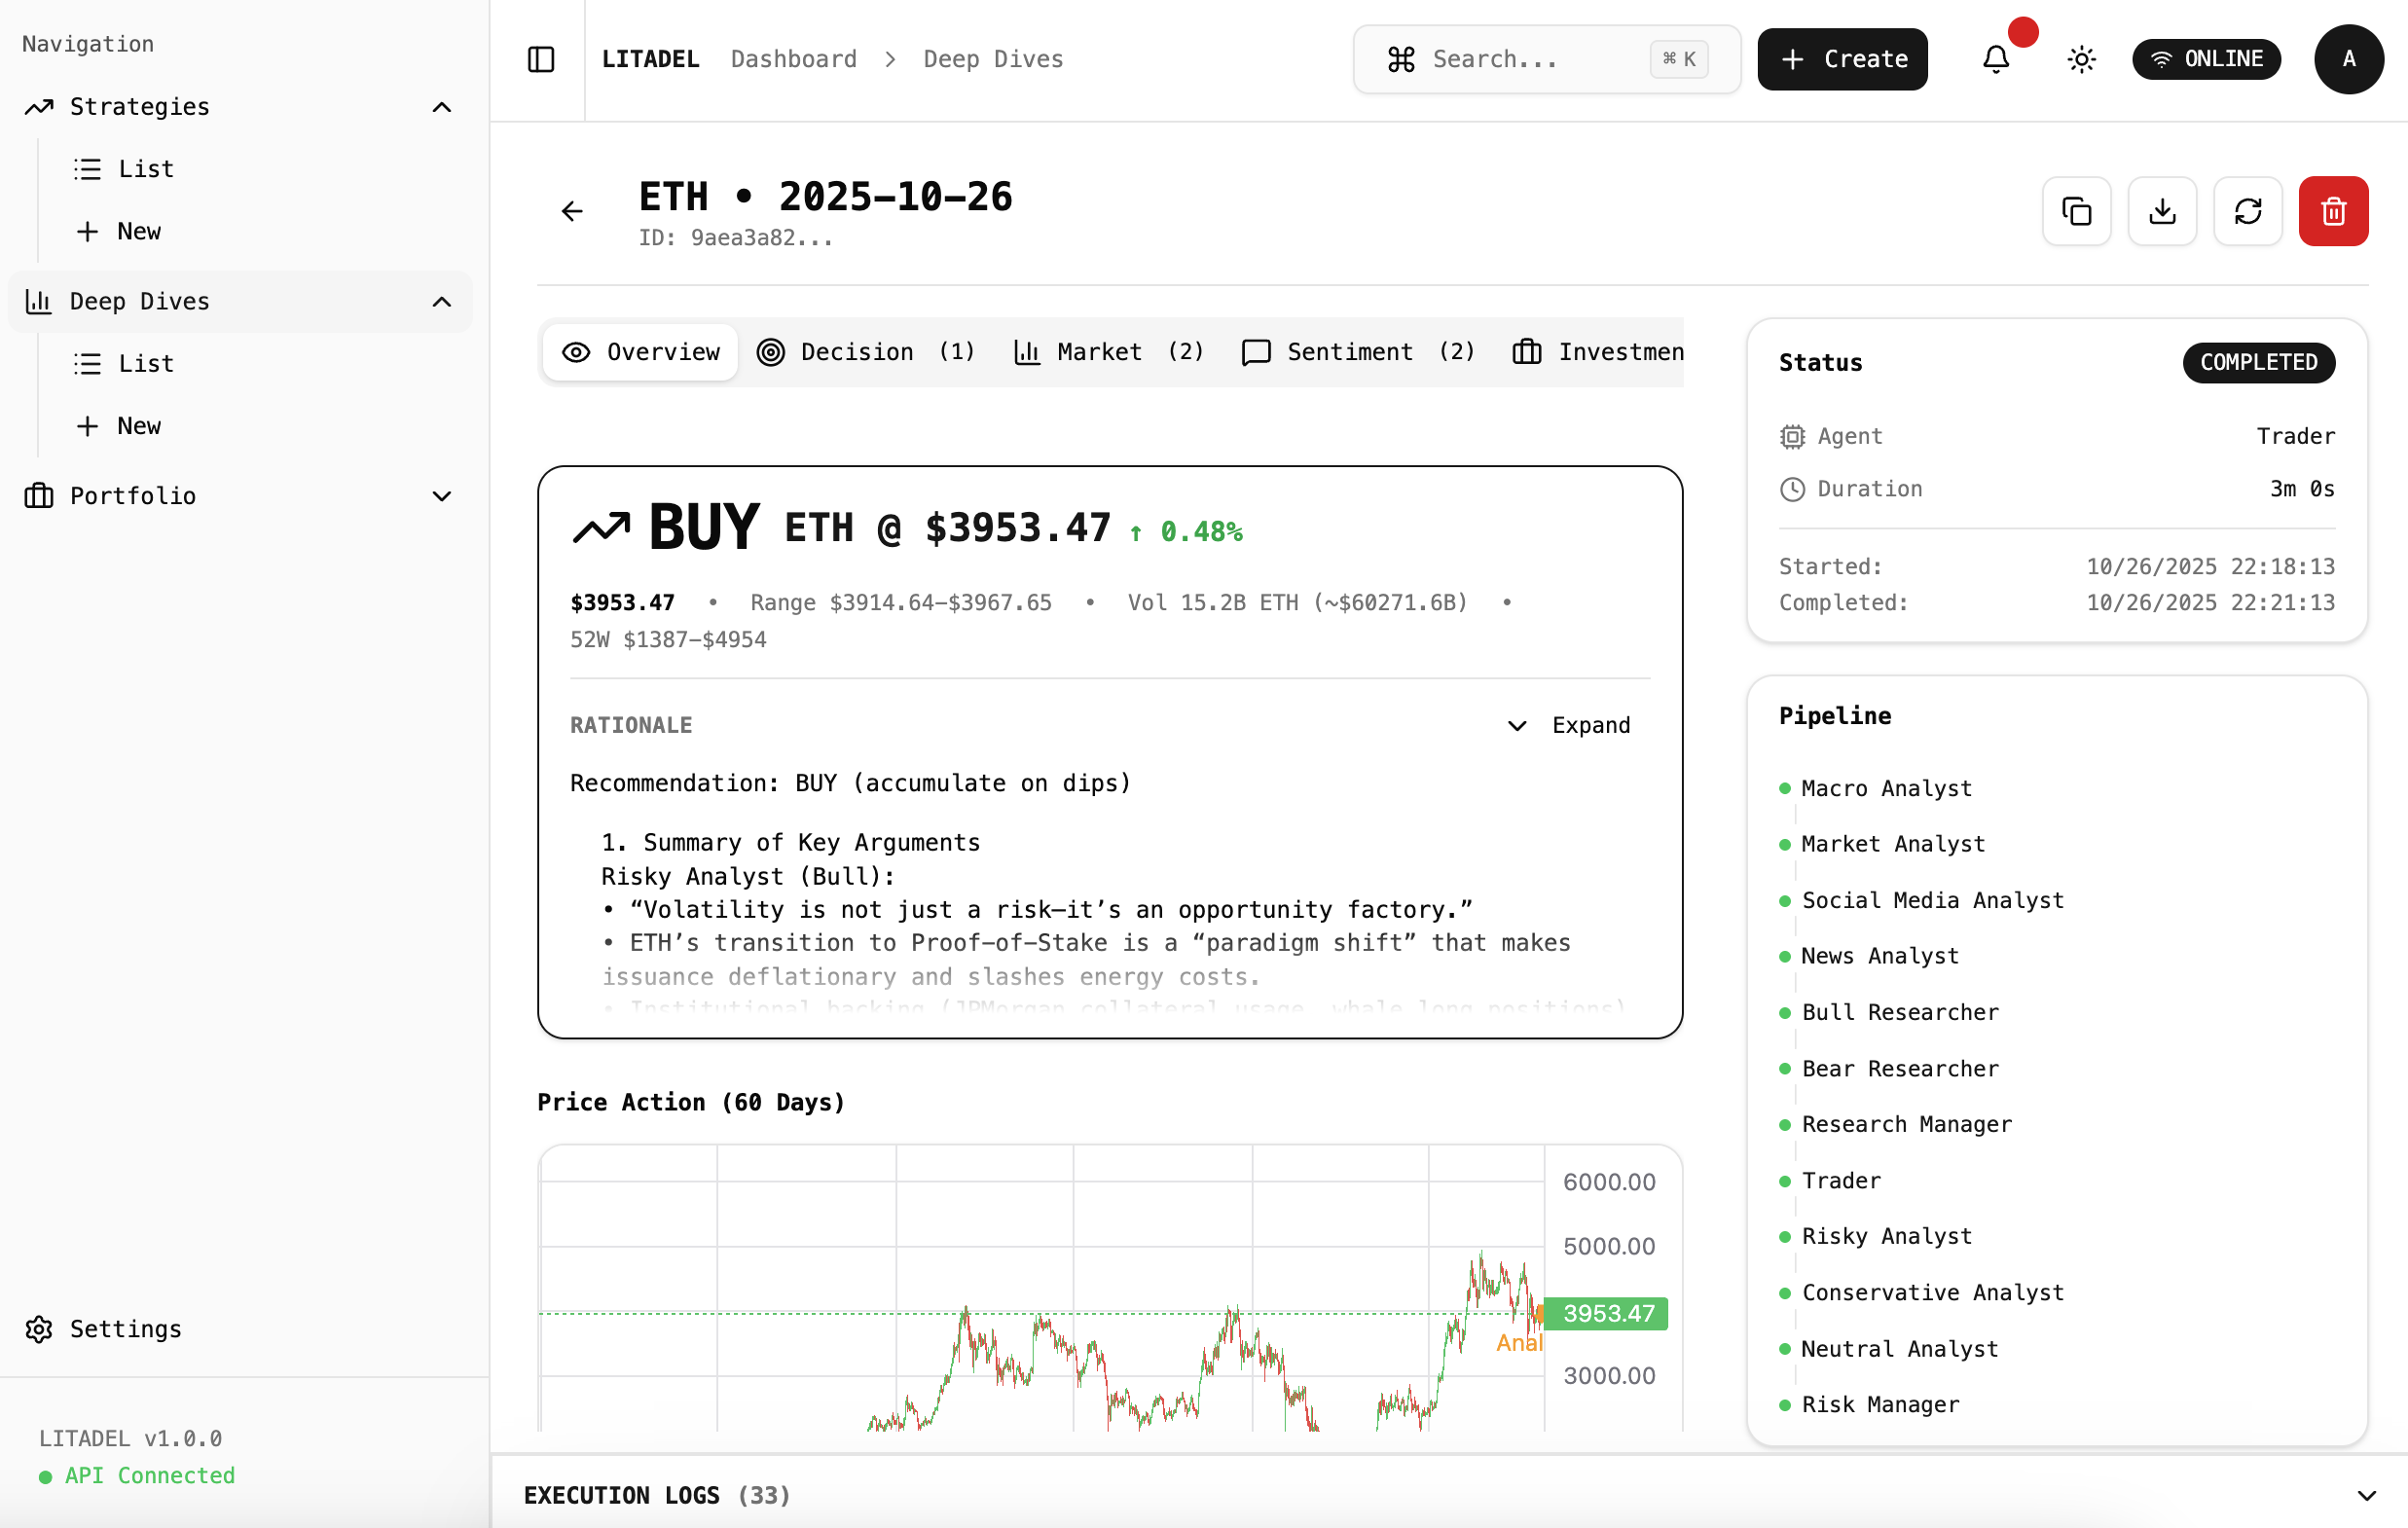 Navigation
Strategies
List
New
Deep Dives
List
New
Portfolio
Settings
LITADEL v1.0.0
API Connected
LITADEL Dashboard > Deep Dives
Search... ⌘ K
+ Create
ONLINE
A
ETH • 2025–10–26
ID: 9aea3a82...
Overview Decision (1) Market (2) Sentiment (2) Investmen
BUY ETH @ $3953.47 ↑ 0.48%
$3953.47 • Range $3914.64–$3967.65 • Vol 15.2B ETH (~$60271.6B) •
52W $1387–$4954
RATIONALE
Expand
Recommendation: BUY (accumulate on dips)
1. Summary of Key Arguments
Risky Analyst (Bull):
• “Volatility is not just a risk—it’s an opportunity factory.”
• ETH’s transition to Proof–of–Stake is a “paradigm shift” that makes
issuance deflationary and slashes energy costs.
• Institutional backing (JPMorgan collateral usage, whale long positions)
Price Action (60 Days)
6000.00
5000.00
3953.47
Anal
3000.00
Status
COMPLETED
Agent Trader
Duration 3m 0s
Started: 10/26/2025 22:18:13
Completed: 10/26/2025 22:21:13
Pipeline
Macro Analyst
Market Analyst
Social Media Analyst
News Analyst
Bull Researcher
Bear Researcher
Research Manager
Trader
Risky Analyst
Conservative Analyst
Neutral Analyst
Risk Manager
EXECUTION LOGS (33)